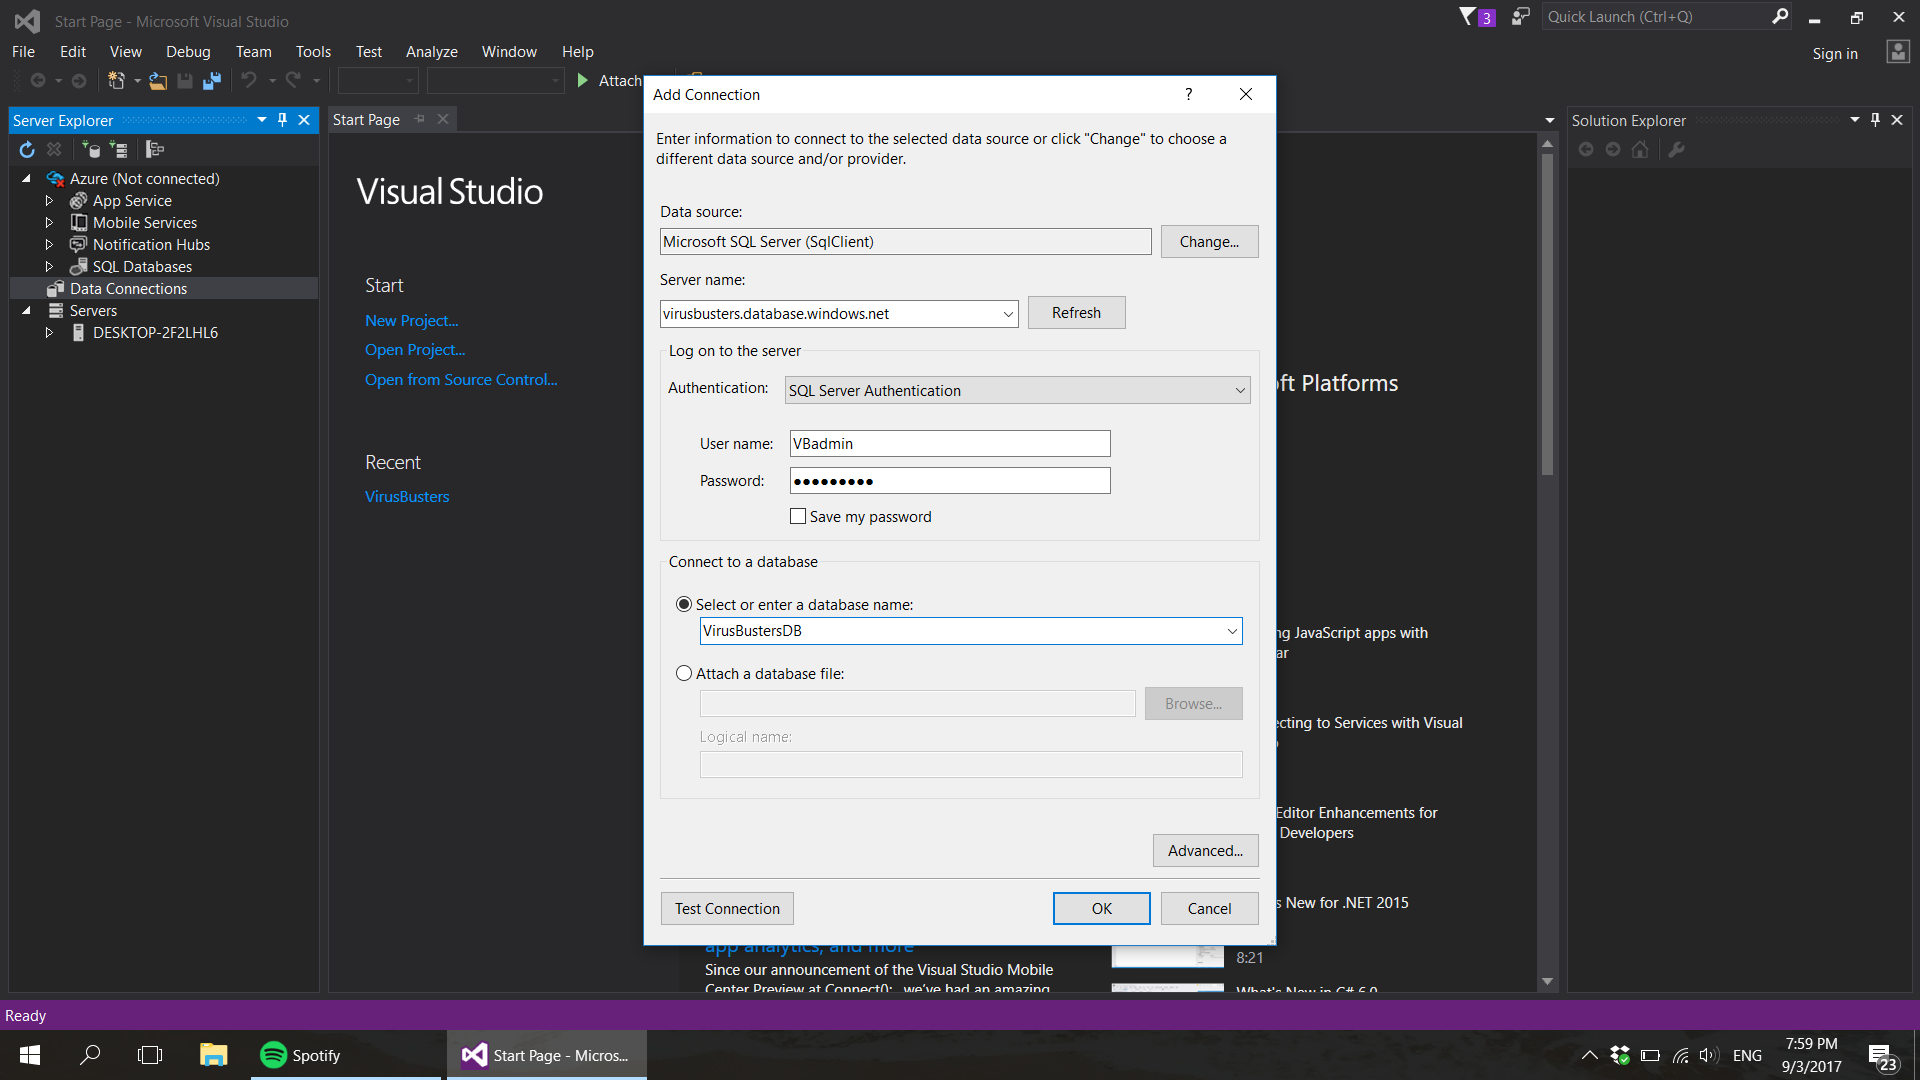 Start Page - Microsoft Visual Studio
3
Quick Launch (Ctrl+Q)
File Edit View Debug Team Tools Test Analyze Window Help
Sign in
Attach
Server Explorer
Start Page
Solution Explorer
Azure (Not connected)
App Service
Mobile Services
Notification Hubs
SQL Databases
Data Connections
Servers
DESKTOP-2F2LHL6
Visual Studio
Start
New Project...
Open Project...
Open from Source Control...
Recent
VirusBusters
Add Connection
?
Enter information to connect to the selected data source or click "Change" to choose a
different data source and/or provider.
Data source:
Microsoft SQL Server (SqlClient)
Change...
Server name:
virusbusters.database.windows.net
Refresh
Log on to the server
Authentication:
SQL Server Authentication
User name:
VBadmin
Password:
●●●●●●●●●
Save my password
Connect to a database
Select or enter a database name:
VirusBustersDB
Attach a database file:
Browse...
Logical name:
Advanced...
Test Connection
OK
Cancel
ft Platforms
ng JavaScript apps with
ar
cting to Services with Visual
Editor Enhancements for
Developers
s New for .NET 2015
8:21
What's New in C# 6.0
app analytics, and more
Since our announcement of the Visual Studio Mobile
Center Preview at Connect(); we've had an amazing
Ready
Spotify
Start Page - Micros...
ENG
7:59 PM
9/3/2017
23